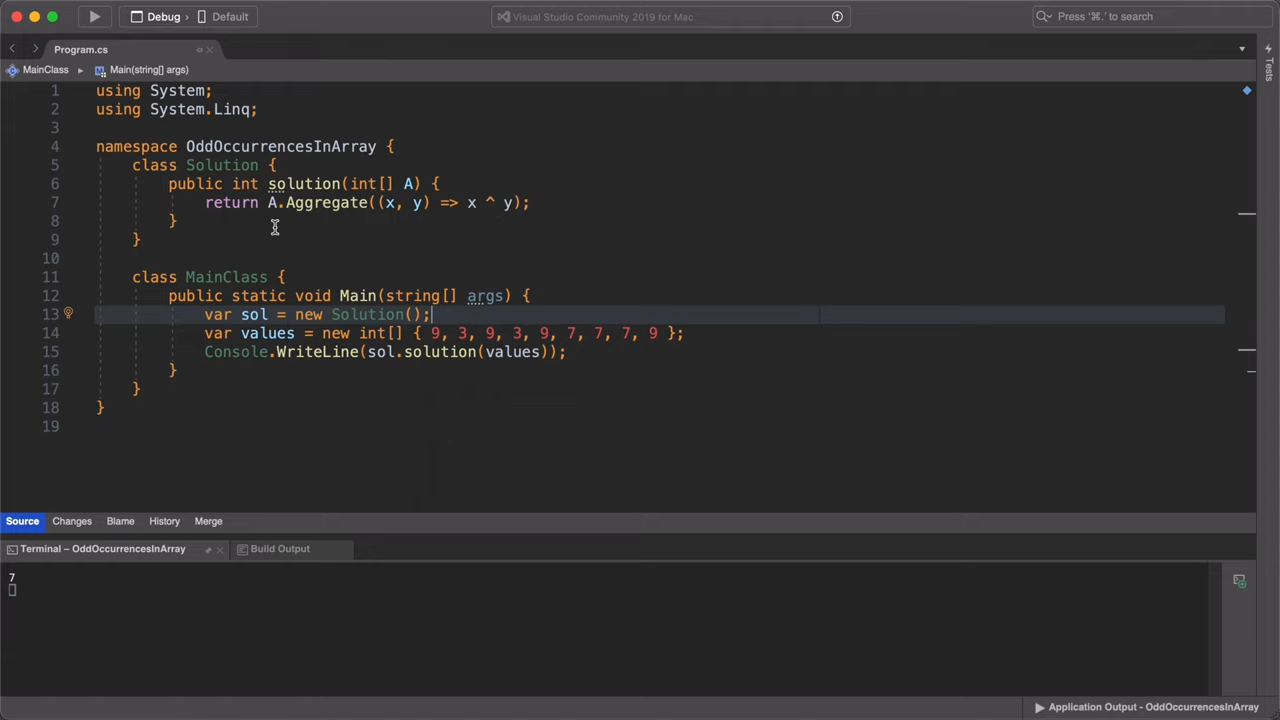 Debug › Default
Visual Studio Community 2019 for Mac
Press '⌘.' to search
Program.cs
MainClass ▸ Main(string[] args)
Tests
1 using System;
2 using System.Linq;
3
4 namespace OddOccurrencesInArray {
5 class Solution {
6 public int solution(int[] A) {
7 return A.Aggregate((x, y) => x ^ y);
8 }
9 }
10
11 class MainClass {
12 public static void Main(string[] args) {
13 var sol = new Solution();
14 var values = new int[] { 9, 3, 9, 3, 9, 7, 7, 7, 9 };
15 Console.WriteLine(sol.solution(values));
16 }
17 }
18 }
19
Source Changes Blame History Merge
Terminal – OddOccurrencesInArray Build Output
7
Application Output - OddOccurrencesInArray